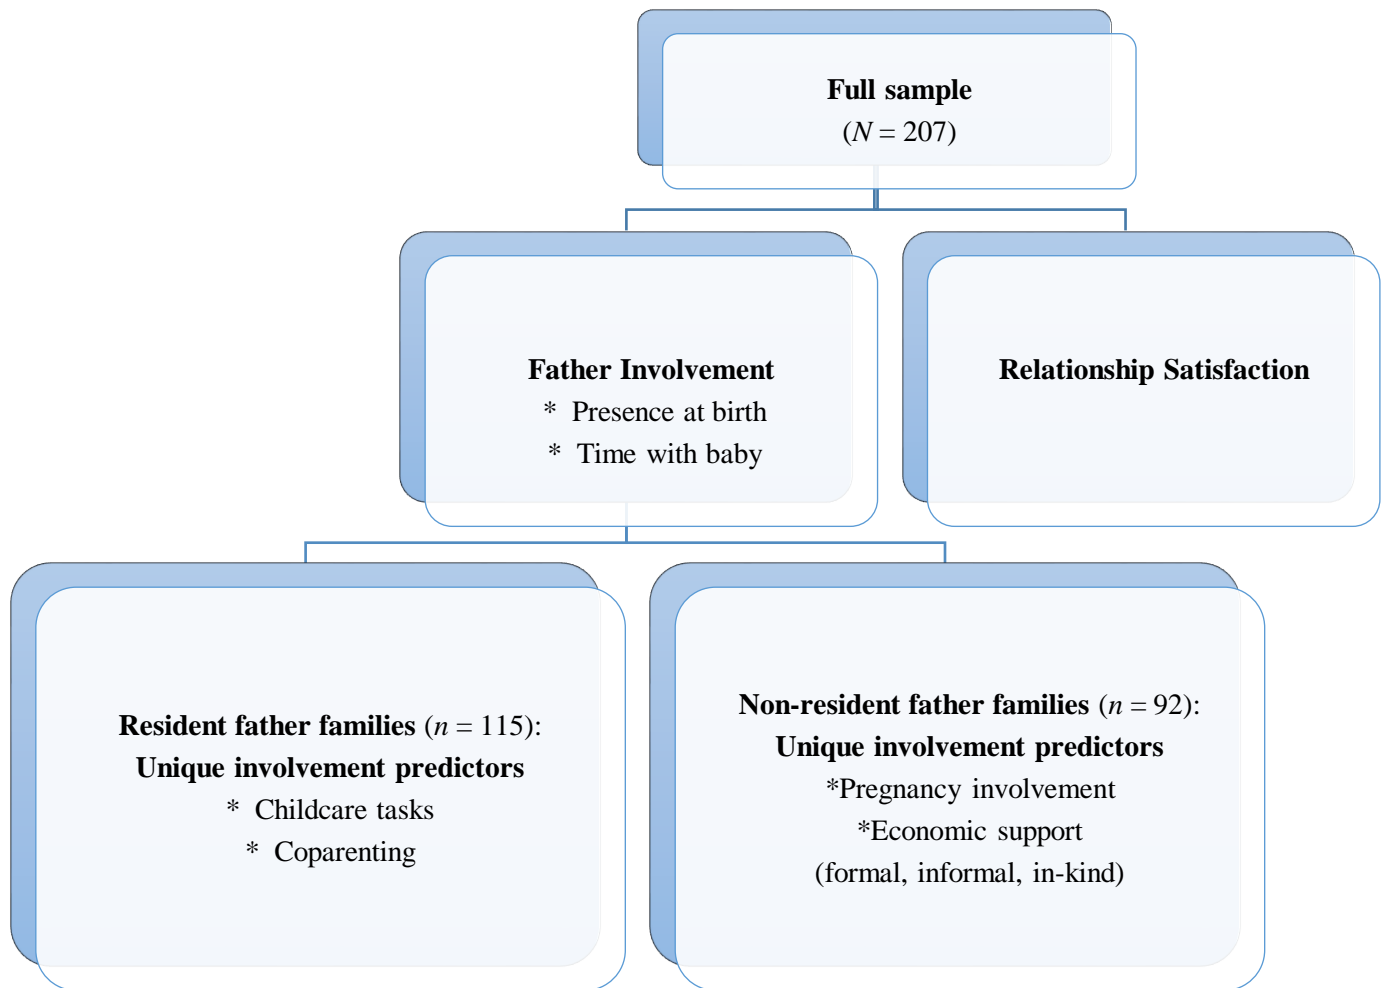 Full sample
(N = 207)
Father Involvement
* Presence at birth
* Time with baby
Relationship Satisfaction
Resident father families (n = 115):
Unique involvement predictors
* Childcare tasks
* Coparenting
Non-resident father families (n = 92):
Unique involvement predictors
*Pregnancy involvement
*Economic support
(formal, informal, in-kind)